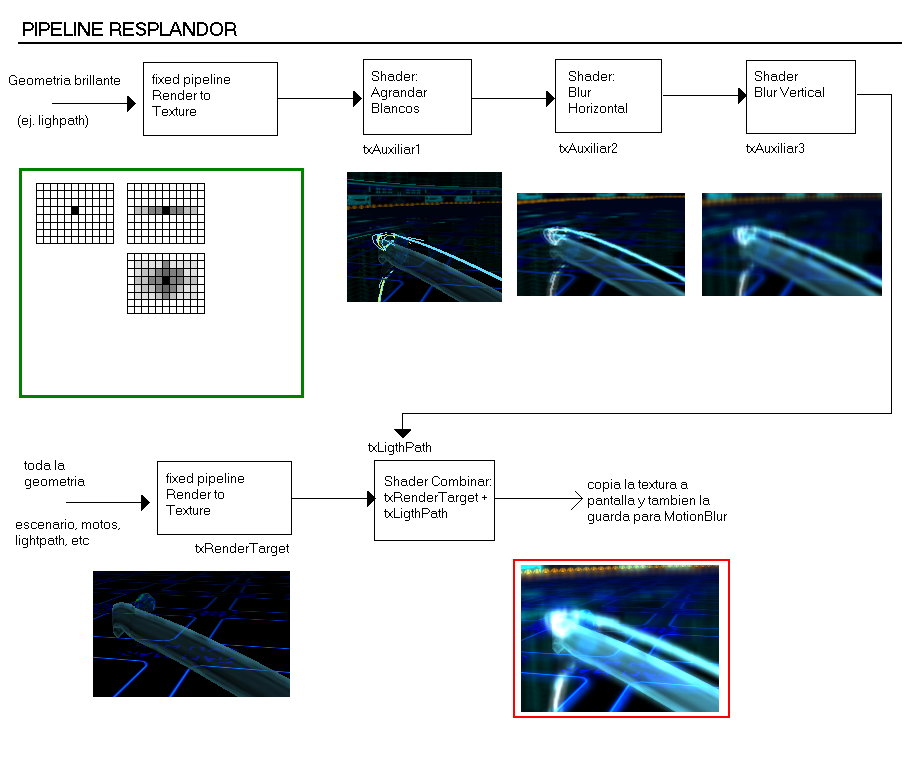 PIPELINE RESPLANDOR
Geometria brillante
(ej. lighpath)
fixed pipeline
Render to
Texture
Shader:
Agrandar
Blancos
txAuxiliar1
Shader:
Blur
Horizontal
txAuxiliar2
Shader
Blur Vertical
txAuxiliar3
toda la
geometria
escenario, motos,
lightpath, etc
fixed pipeline
Render to
Texture
txRenderTarget
txLigthPath
Shader Combinar:
txRenderTarget +
txLigthPath
copia la textura a
pantalla y tambien la
guarda para MotionBlur